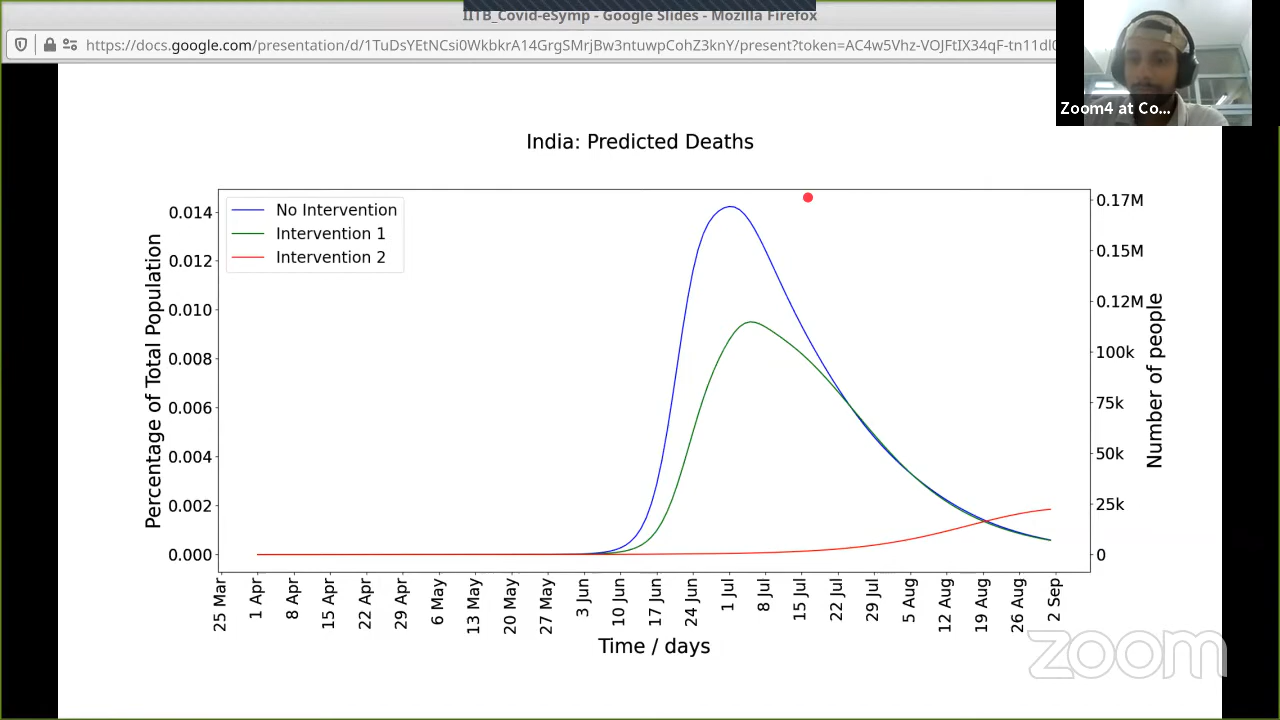 IITB_Covid-eSymp - Google Slides - Mozilla Firefox
https://docs.google.com/presentation/d/1TuDsYEtNCsi0WkbkrA14GrgSMrjBw3ntuwpCohZ3knY/present?token=AC4w5Vhz-VOJFtIX34qF-tn11dl0
Zoom4 at Co...
India: Predicted Deaths
No Intervention
Intervention 1
Intervention 2
Percentage of Total Population
0.014
0.012
0.010
0.008
0.006
0.004
0.002
0.000
0.17M
0.15M
0.12M
100k
75k
50k
25k
0
Number of people
25 Mar
1 Apr
8 Apr
15 Apr
22 Apr
29 Apr
6 May
13 May
20 May
27 May
3 Jun
10 Jun
17 Jun
24 Jun
1 Jul
8 Jul
15 Jul
22 Jul
29 Jul
5 Aug
12 Aug
19 Aug
26 Aug
2 Sep
Time / days
zoom